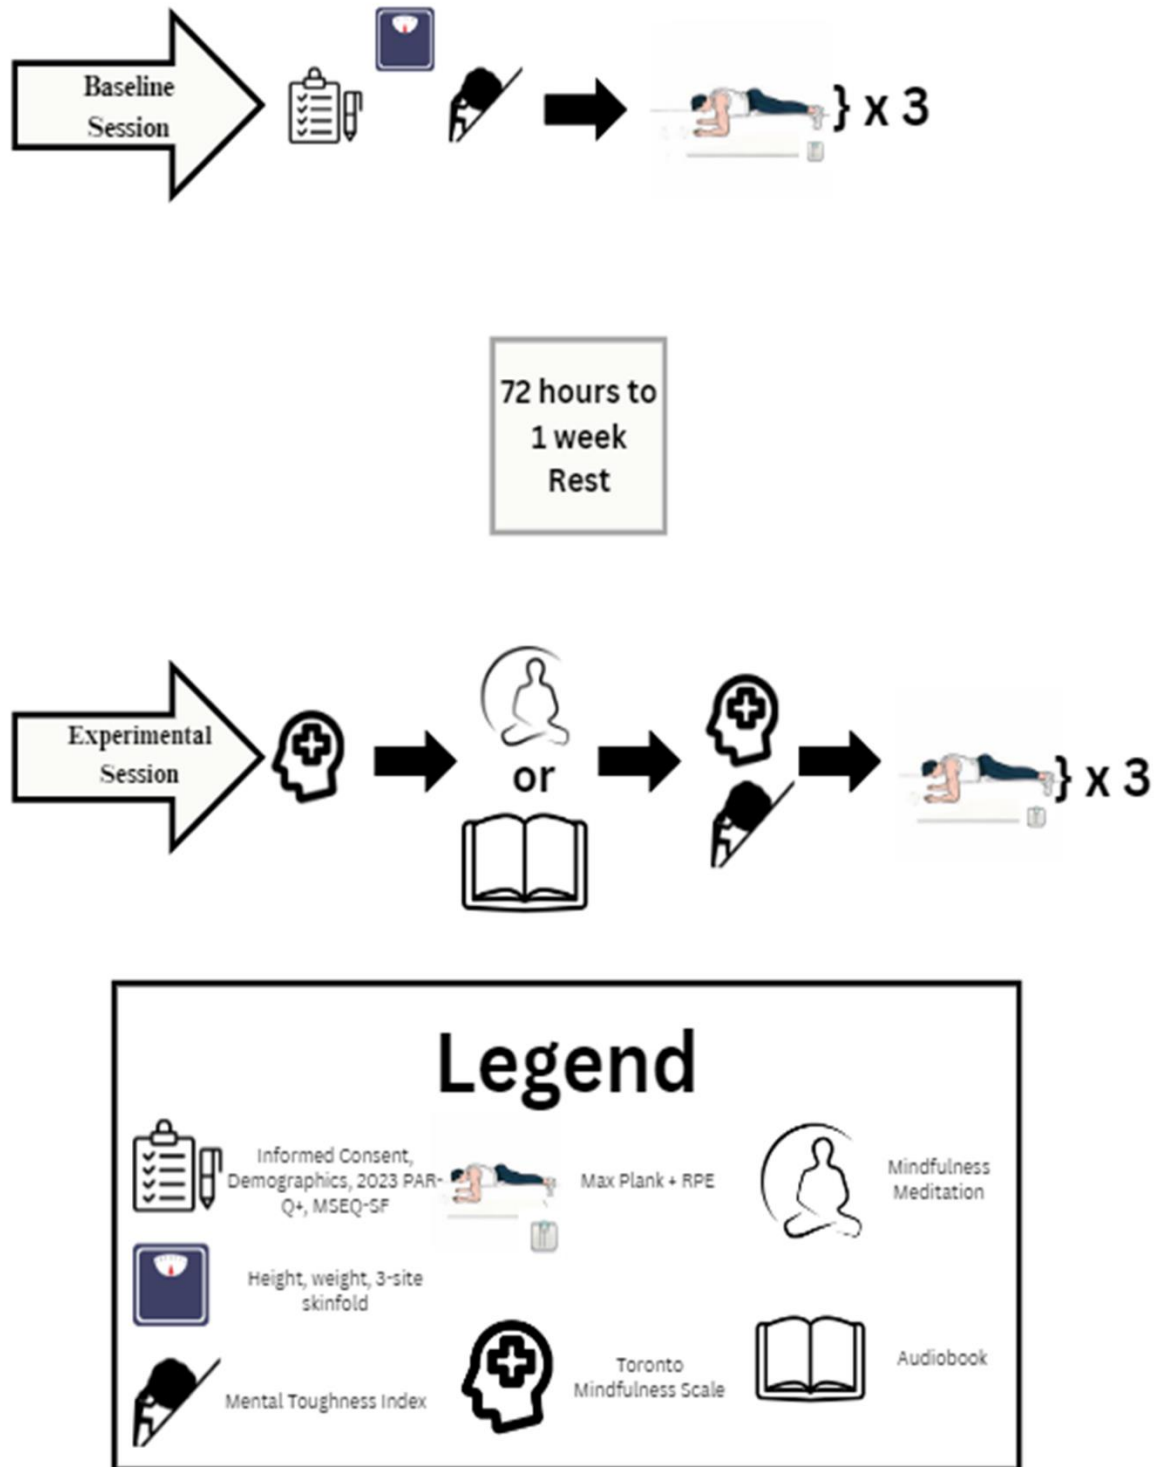 Baseline
Session
} x 3
72 hours to
1 week
Rest
Experimental
Session
or
} x 3
Legend
Informed Consent,
Demographics, 2023 PAR-
Q+, MSEQ-SF
Max Plank + RPE
Mindfulness
Meditation
Height, weight, 3-site
skinfold
Toronto
Mindfulness Scale
Audiobook
Mental Toughness Index